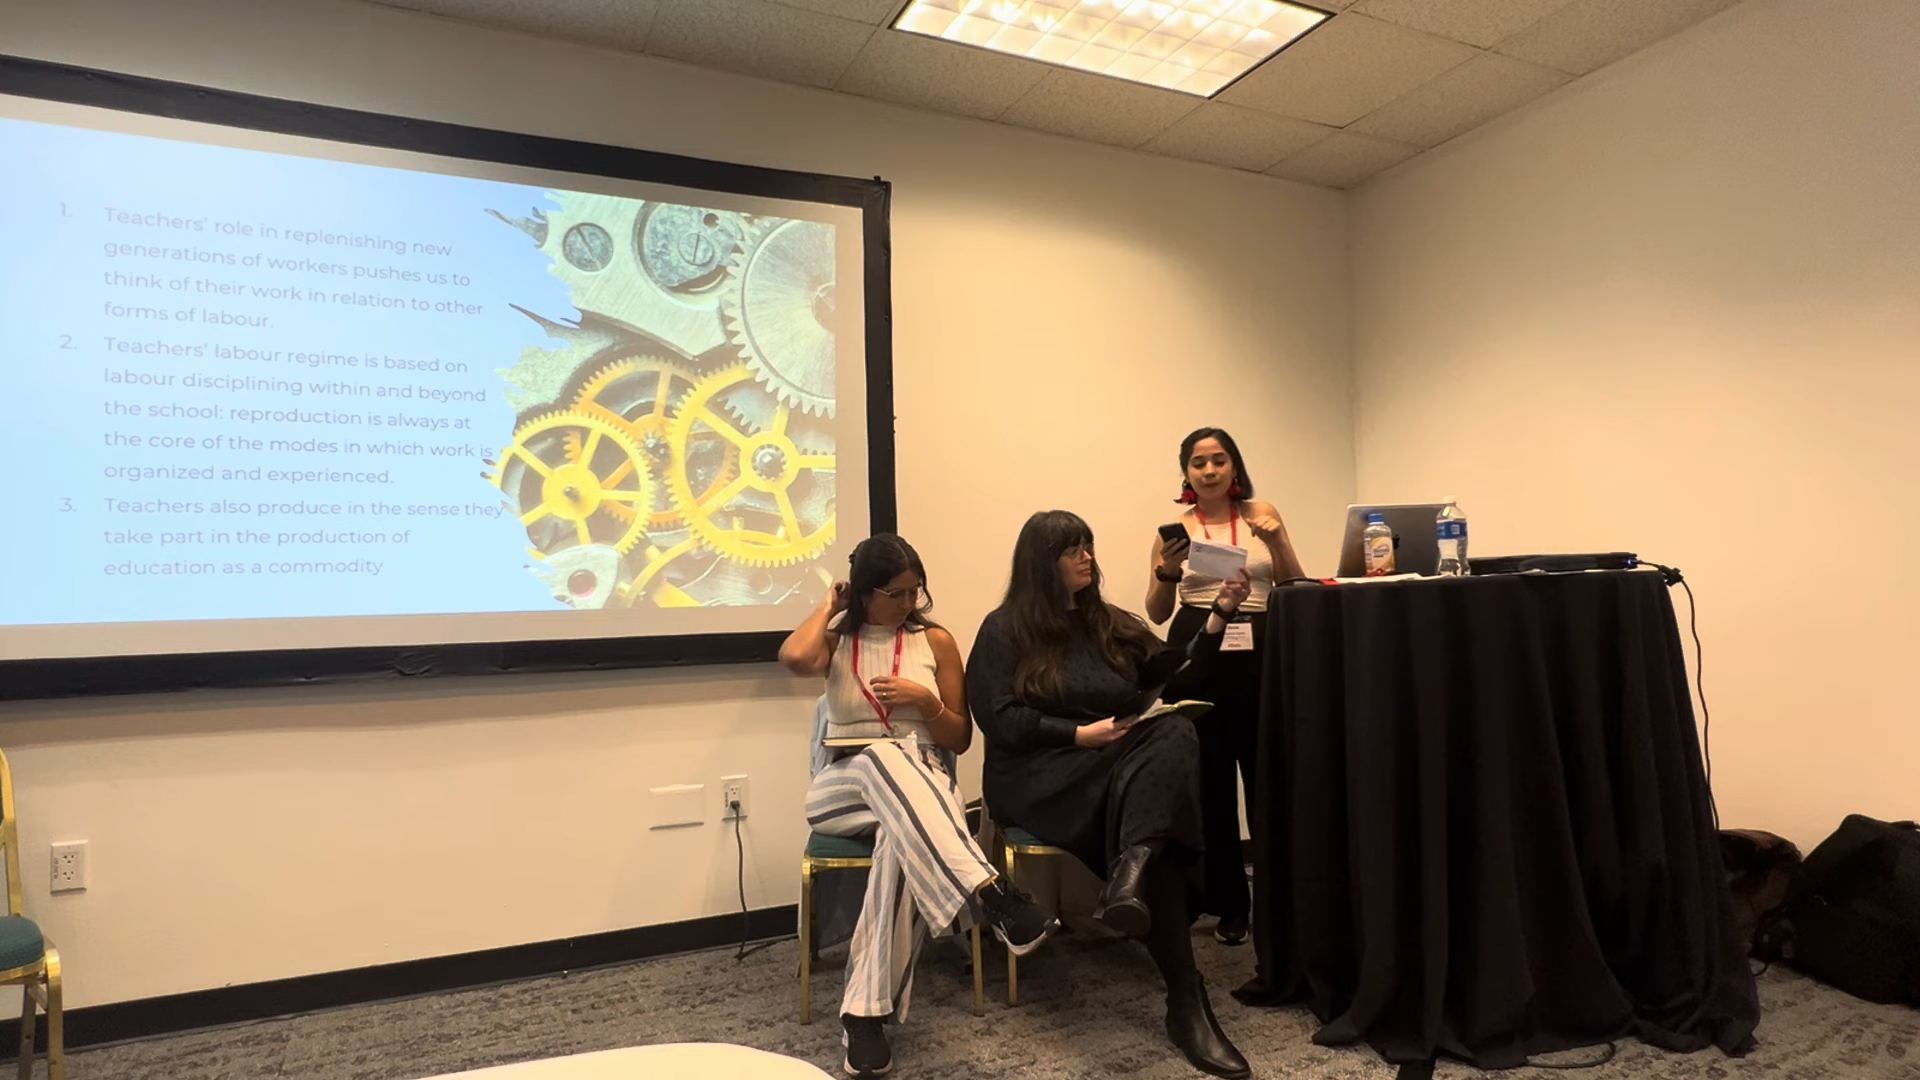 1. Teachers' role in replenishing new
generations of workers pushes us to
think of their work in relation to other
forms of labour.
2. Teachers' labour regime is based on
labour disciplining within and beyond
the school: reproduction is always at
the core of the modes in which work is
organized and experienced.
3. Teachers also produce in the sense they
take part in the production of
education as a commodity